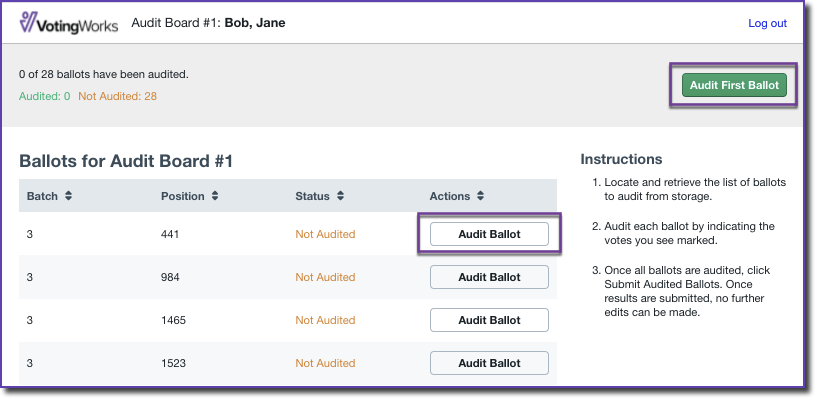 VotingWorks Audit Board #1: Bob, Jane Log out
0 of 28 ballots have been audited.
Audited: 0 Not Audited: 28
Audit First Ballot
Ballots for Audit Board #1
Batch Position Status Actions
3 441 Not Audited Audit Ballot
3 984 Not Audited Audit Ballot
3 1465 Not Audited Audit Ballot
3 1523 Not Audited Audit Ballot
Instructions
1. Locate and retrieve the list of ballots
to audit from storage.
2. Audit each ballot by indicating the
votes you see marked.
3. Once all ballots are audited, click
Submit Audited Ballots. Once
results are submitted, no further
edits can be made.